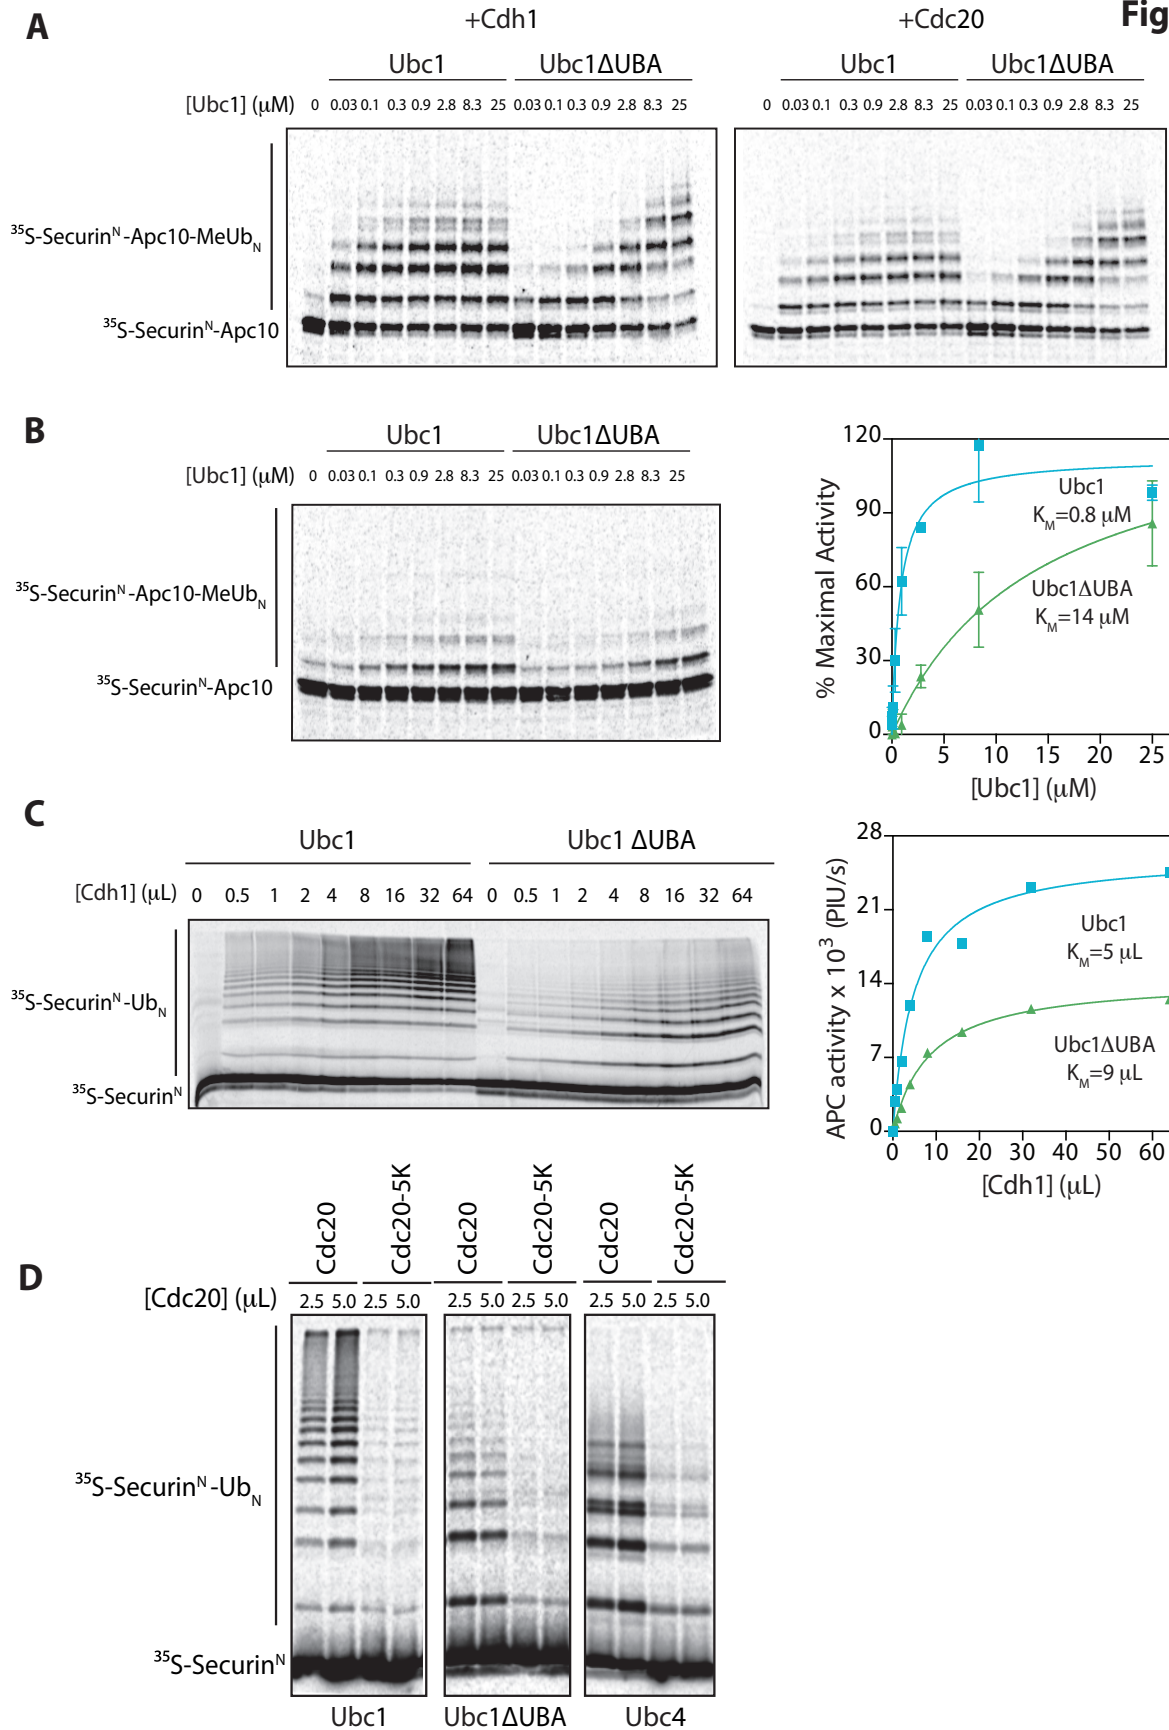 Fig
A
+Cdh1
+Cdc20
Ubc1
Ubc1ΔUBA
Ubc1
Ubc1ΔUBA
[Ubc1] (μM)
0 0.03 0.1 0.3 0.9 2.8 8.3 25 0.03 0.1 0.3 0.9 2.8 8.3 25
0 0.03 0.1 0.3 0.9 2.8 8.3 25 0.03 0.1 0.3 0.9 2.8 8.3 25
³⁵S-Securinᴺ-Apc10-MeUb_N
³⁵S-Securinᴺ-Apc10
B
Ubc1
Ubc1ΔUBA
[Ubc1] (μM)
0 0.03 0.1 0.3 0.9 2.8 8.3 25 0.03 0.1 0.3 0.9 2.8 8.3 25
³⁵S-Securinᴺ-Apc10-MeUb_N
³⁵S-Securinᴺ-Apc10
% Maximal Activity
120
90
60
30
0
Ubc1
K_M=0.8 μM
Ubc1ΔUBA
K_M=14 μM
0 5 10 15 20 25
[Ubc1] (μM)
C
Ubc1
Ubc1 ΔUBA
[Cdh1] (μL)
0 0.5 1 2 4 8 16 32 64 0 0.5 1 2 4 8 16 32 64
³⁵S-Securinᴺ-Ub_N
³⁵S-Securinᴺ
APC activity x 10³ (PIU/s)
28
21
14
7
0
Ubc1
K_M=5 μL
Ubc1ΔUBA
K_M=9 μL
0 10 20 30 40 50 60
[Cdh1] (μL)
D
Cdc20
Cdc20-5K
Cdc20
Cdc20-5K
Cdc20
Cdc20-5K
[Cdc20] (μL)
2.5 5.0 2.5 5.0
2.5 5.0 2.5 5.0
2.5 5.0 2.5 5.0
³⁵S-Securinᴺ-Ub_N
³⁵S-Securinᴺ
Ubc1
Ubc1ΔUBA
Ubc4